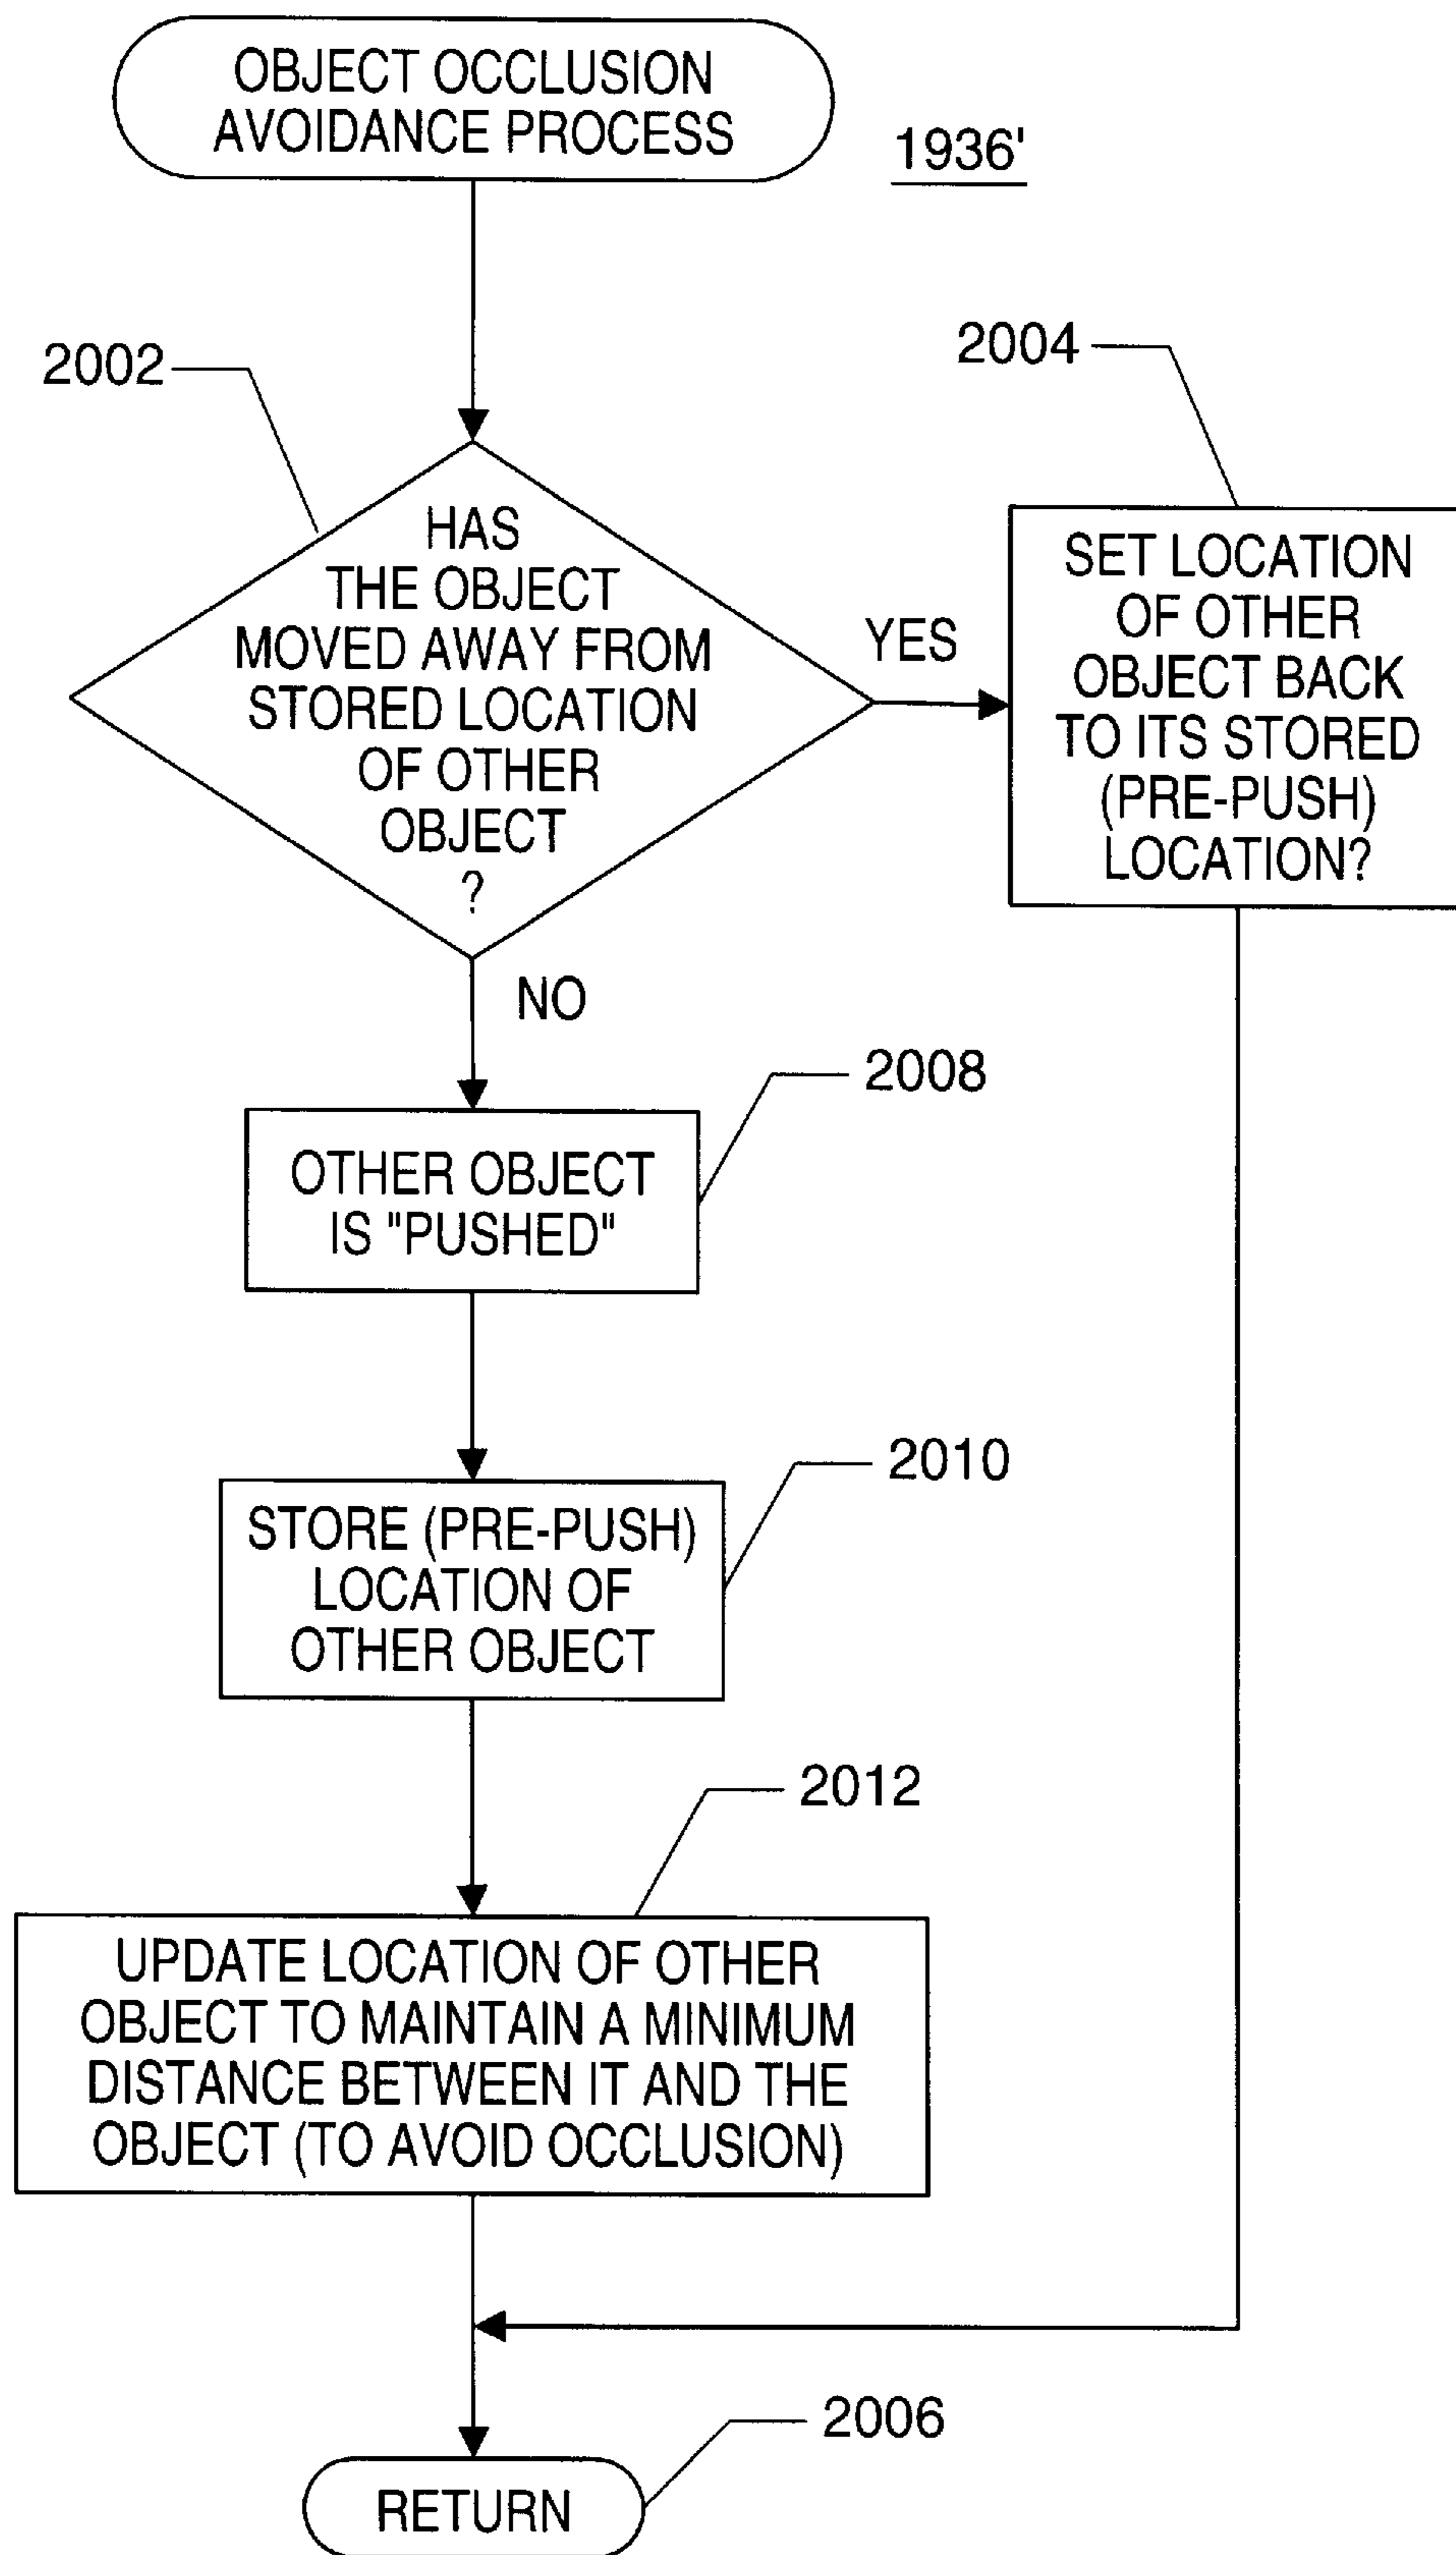 OBJECT OCCLUSION
AVOIDANCE PROCESS
1936'
2002
2004
HAS
THE OBJECT
MOVED AWAY FROM
STORED LOCATION
OF OTHER
OBJECT
?
YES
SET LOCATION
OF OTHER
OBJECT BACK
TO ITS STORED
(PRE-PUSH)
LOCATION?
NO
2008
OTHER OBJECT
IS "PUSHED"
2010
STORE (PRE-PUSH)
LOCATION OF
OTHER OBJECT
2012
UPDATE LOCATION OF OTHER
OBJECT TO MAINTAIN A MINIMUM
DISTANCE BETWEEN IT AND THE
OBJECT (TO AVOID OCCLUSION)
2006
RETURN